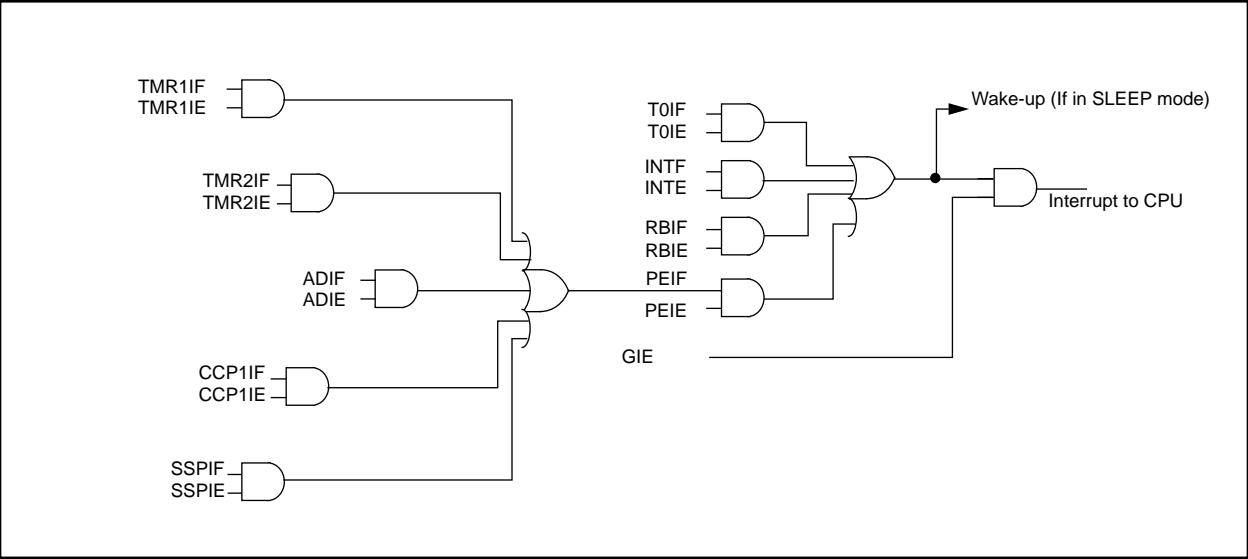 TMR1IF
TMR1IE
TMR2IF
TMR2IE
ADIF
ADIE
CCP1IF
CCP1IE
SSPIF
SSPIE
T0IF
T0IE
INTF
INTE
RBIF
RBIE
PEIF
PEIE
GIE
Wake-up (If in SLEEP mode)
Interrupt to CPU